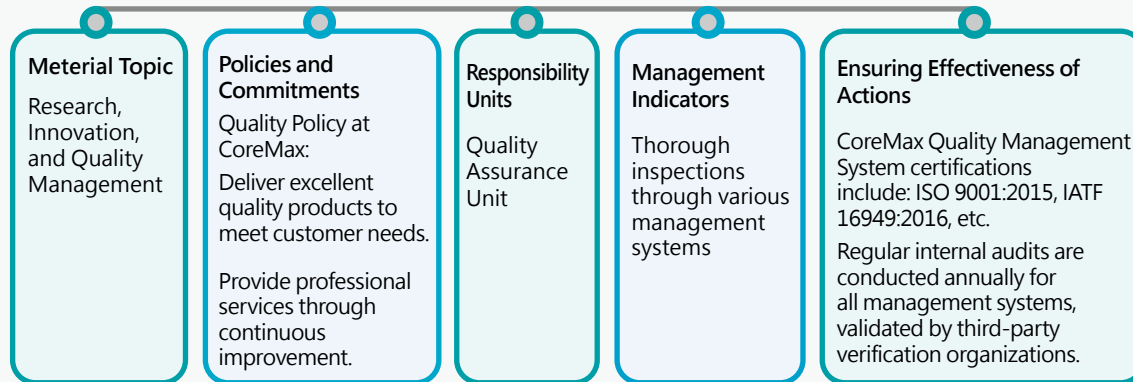 Meterial Topic
Research,
Innovation,
and Quality
Management
Policies and
Commitments
Quality Policy at
CoreMax:
Deliver excellent
quality products to
meet customer needs.
Provide professional
services through
continuous
improvement.
Responsibility
Units
Quality
Assurance
Unit
Management
Indicators
Thorough
inspections
through various
management
systems
Ensuring Effectiveness of
Actions
CoreMax Quality Management
System certifications
include: ISO 9001:2015, IATF
16949:2016, etc.
Regular internal audits are
conducted annually for
all management systems,
validated by third-party
verification organizations.